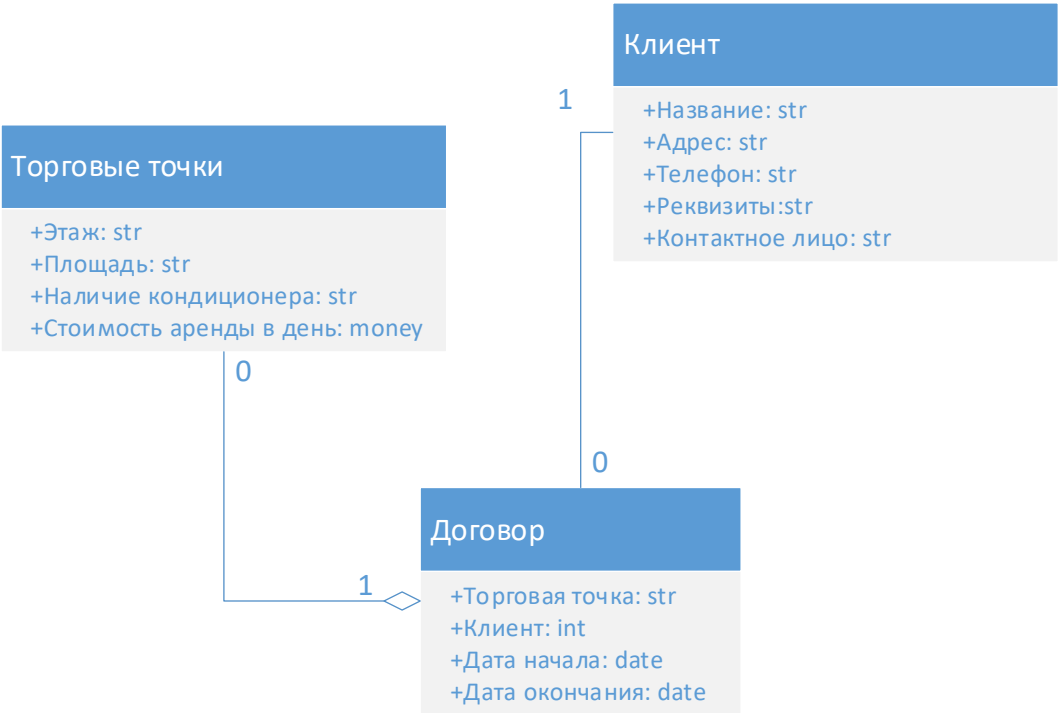 Клиент
1
+Название: str
+Адрес: str
+Телефон: str
+Реквизиты:str
+Контактное лицо: str
Торговые точки
+Этаж: str
+Площадь: str
+Наличие кондиционера: str
+Стоимость аренды в день: money
0
0
Договор
1
+Торговая точка: str
+Клиент: int
+Дата начала: date
+Дата окончания: date